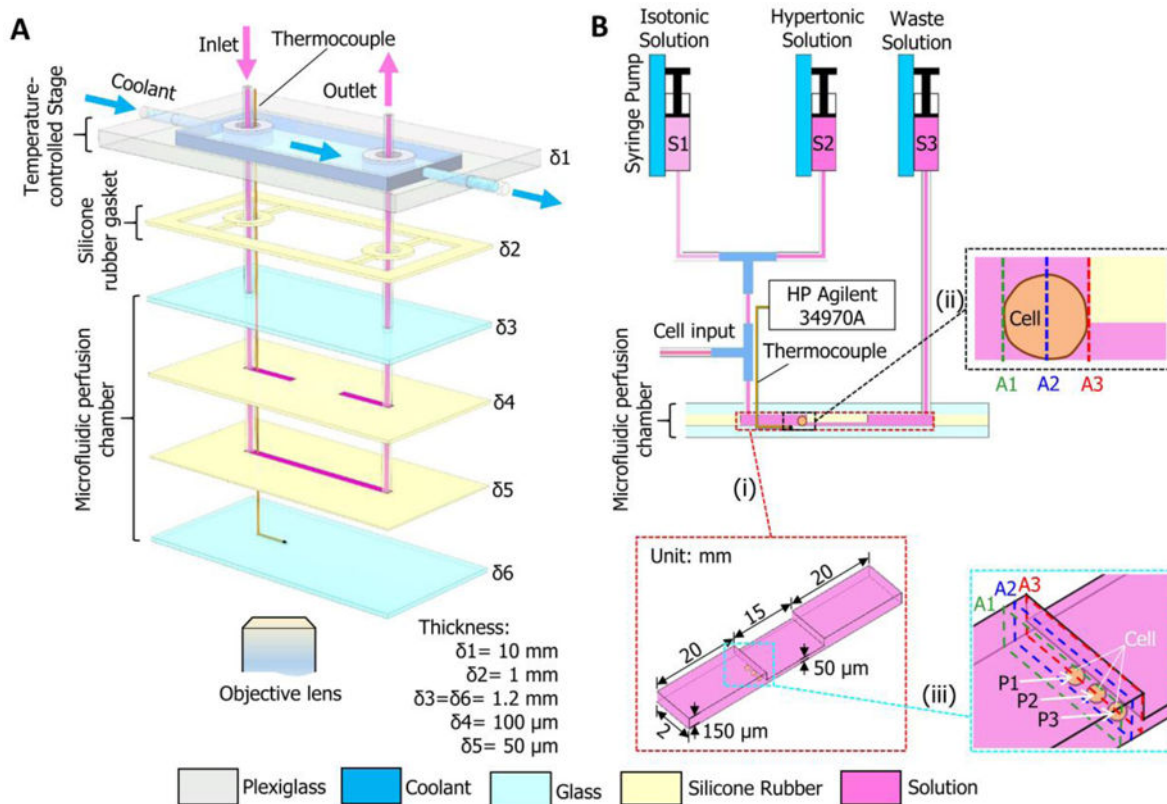 A
Inlet
Thermocouple
Coolant
Outlet
Temperature-
controlled Stage
δ1
Silicone
rubber gasket
δ2
δ3
Microfluidic perfusion
chamber
δ4
δ5
δ6
Objective lens
Thickness:
δ1= 10 mm
δ2= 1 mm
δ3=δ6= 1.2 mm
δ4= 100 μm
δ5= 50 μm
B
Isotonic
Solution
Hypertonic
Solution
Waste
Solution
Syringe Pump
S1
S2
S3
HP Agilent
34970A
Cell input
Thermocouple
(ii)
Cell
A1
A2
A3
Microfluidic perfusion
chamber
(i)
Unit: mm
20
15
20
50 μm
2
150 μm
(iii)
A3
A2
A1
Cell
P1
P2
P3
Plexiglass
Coolant
Glass
Silicone Rubber
Solution